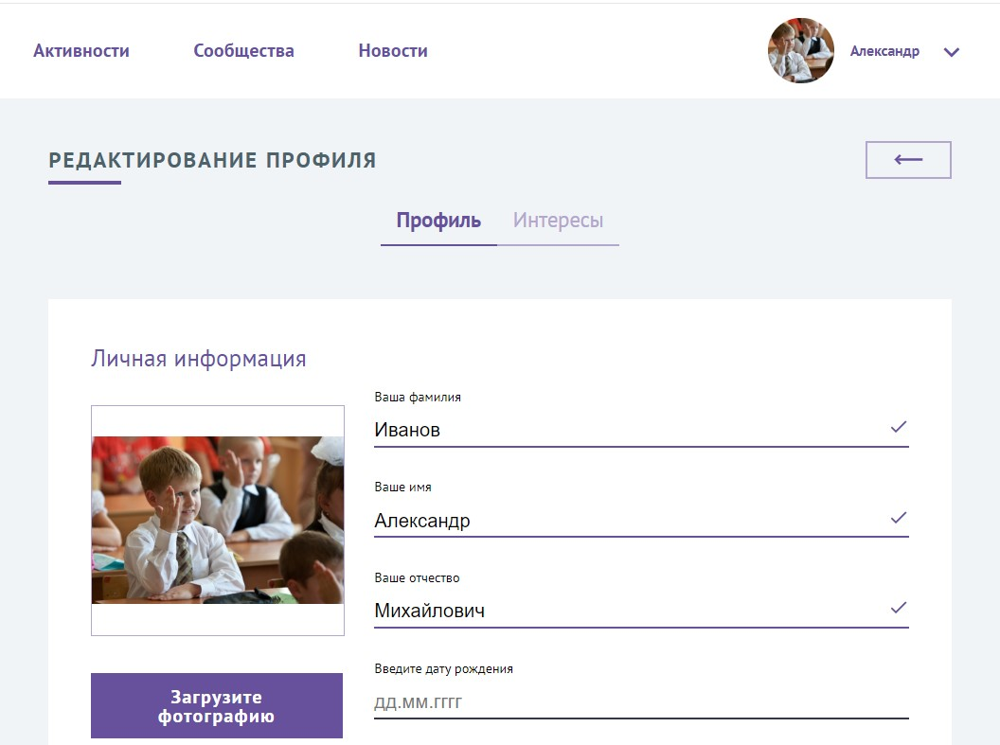 Активности Сообщества Новости Александр
РЕДАКТИРОВАНИЕ ПРОФИЛЯ
Профиль Интересы
Личная информация
Ваша фамилия
Иванов
Ваше имя
Александр
Ваше отчество
Михайлович
Введите дату рождения
дд.мм.гггг
Загрузите
фотографию